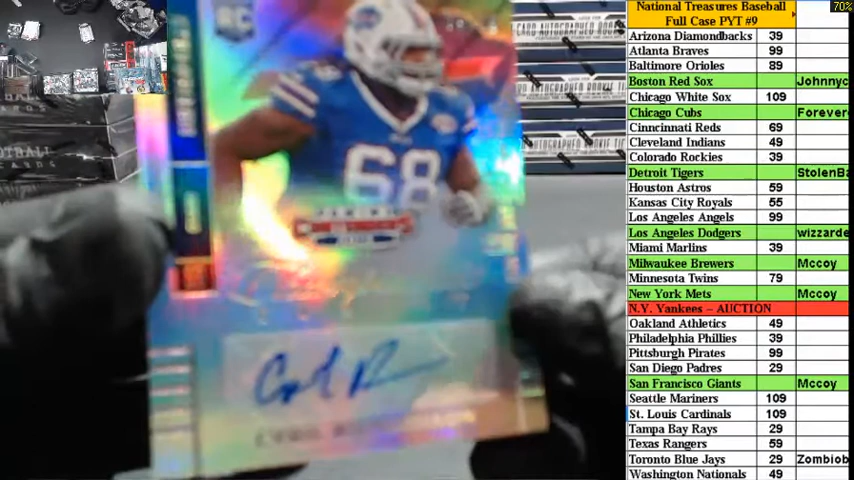 70%
National Treasures Baseball
Full Case PYT #9
Arizona Diamondbacks 39
Atlanta Braves 99
Baltimore Orioles 89
Boston Red Sox Johnnyc
Chicago White Sox 109
Chicago Cubs Forever
Cinncinati Reds 69
Cleveland Indians 49
Colorado Rockies 39
Detroit Tigers StolenBa
Houston Astros 59
Kansas City Royals 55
Los Angeles Angels 99
Los Angeles Dodgers wizzarde
Miami Marlins 39
Milwaukee Brewers Mccoy
Minnesota Twins 79
New York Mets Mccoy
N.Y. Yankees – AUCTION
Oakland Athletics 49
Philadelphia Phillies 39
Pittsburgh Pirates 99
San Diego Padres 29
San Francisco Giants Mccoy
Seattle Mariners 109
St. Louis Cardinals 109
Tampa Bay Rays 29
Texas Rangers 59
Toronto Blue Jays 29 Zombiob
Washington Nationals 49
RC
68
68